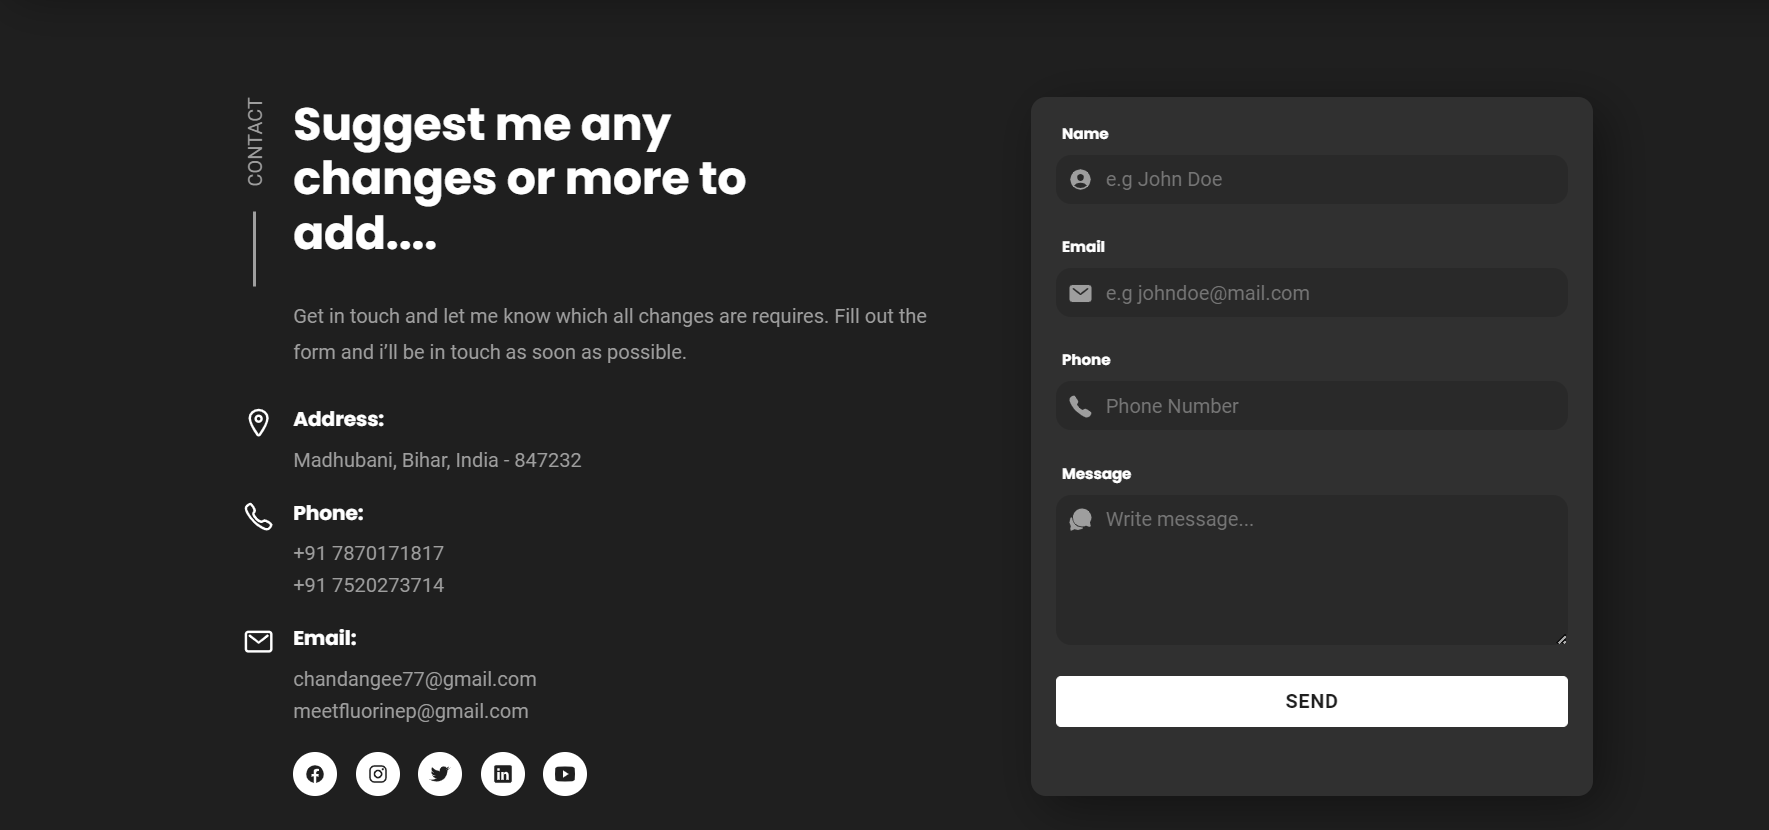 CONTACT
Suggest me any
changes or more to
add....
Get in touch and let me know which all changes are requires. Fill out the
form and i’ll be in touch as soon as possible.
Address:
Madhubani, Bihar, India - 847232
Phone:
+91 7870171817
+91 7520273714
Email:
chandangee77@gmail.com
meetfluorinep@gmail.com
Name
e.g John Doe
Email
e.g johndoe@mail.com
Phone
Phone Number
Message
Write message...
SEND